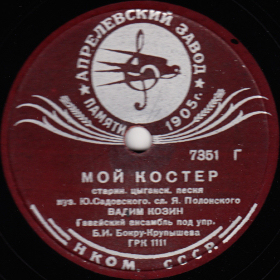 АПРЕЛЕВСКИЙ ЗАВОД
ПАМЯТИ 1905 г.
7351 Г
МОЙ КОСТЕР
старин. цыганск. песня
муз. Ю.Садовского. сл. Я. Полонского
ВАДИМ КОЗИН
Гавайский ансамбль под упр.
Б.И. Бокру-Крупышева
ГРК 1111
НКОМ. СССР.